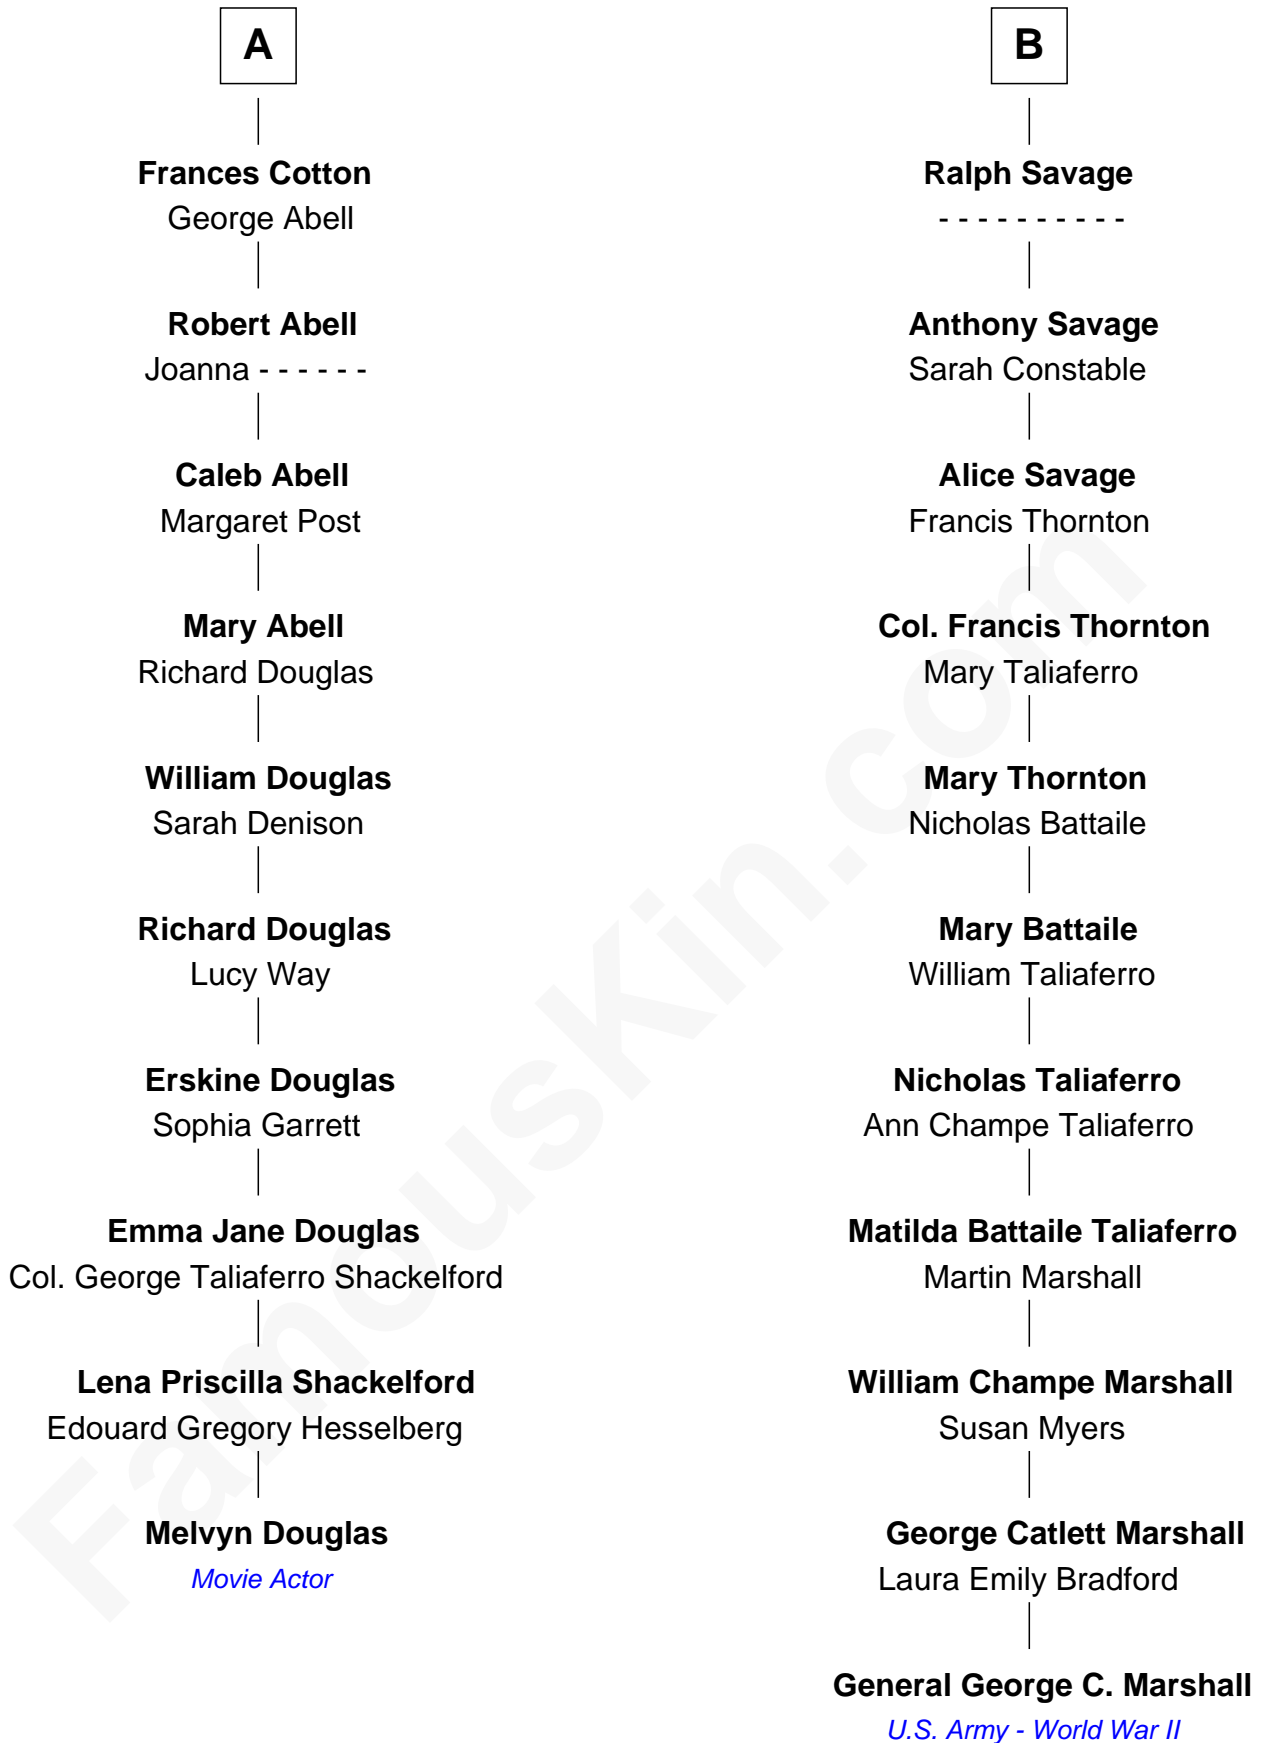 A
Frances Cotton
George Abell
Robert Abell
Joanna - - - - - -
Caleb Abell
Margaret Post
Mary Abell
Richard Douglas
William Douglas
Sarah Denison
Richard Douglas
Lucy Way
Erskine Douglas
Sophia Garrett
Emma Jane Douglas
Col. George Taliaferro Shackelford
Lena Priscilla Shackelford
Edouard Gregory Hesselberg
Melvyn Douglas
Movie Actor
B
Ralph Savage
- - - - - - - - - -
Anthony Savage
Sarah Constable
Alice Savage
Francis Thornton
Col. Francis Thornton
Mary Taliaferro
Mary Thornton
Nicholas Battaile
Mary Battaile
William Taliaferro
Nicholas Taliaferro
Ann Champe Taliaferro
Matilda Battaile Taliaferro
Martin Marshall
William Champe Marshall
Susan Myers
George Catlett Marshall
Laura Emily Bradford
General George C. Marshall
U.S. Army - World War II
FamousKin.com